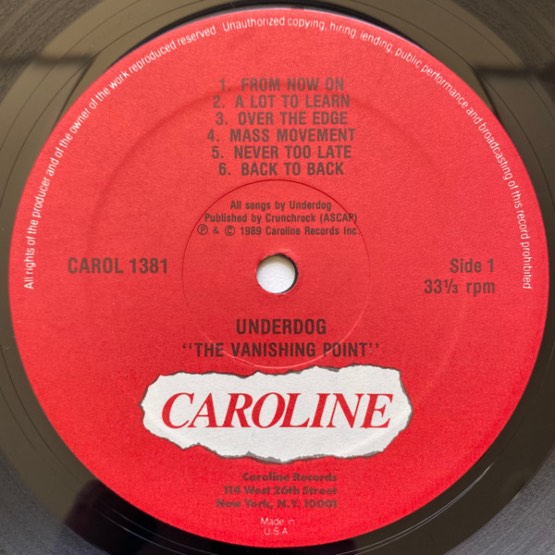 All rights of the producer and of the owner of the work reproduced reserved. Unauthorized copying, hiring, lending, public performance and broadcasting of this record prohibited
1. FROM NOW ON
2. A LOT TO LEARN
3. OVER THE EDGE
4. MASS MOVEMENT
5. NEVER TOO LATE
6. BACK TO BACK
All songs by Underdog
Published by Crunchrock (ASCAP)
℗ & © 1989 Caroline Records Inc.
CAROL 1381
Side 1
33⅓ rpm
UNDERDOG
"THE VANISHING POINT"
CAROLINE
Caroline Records
114 West 26th Street
New York, N.Y. 10001
Made in
U.S.A.